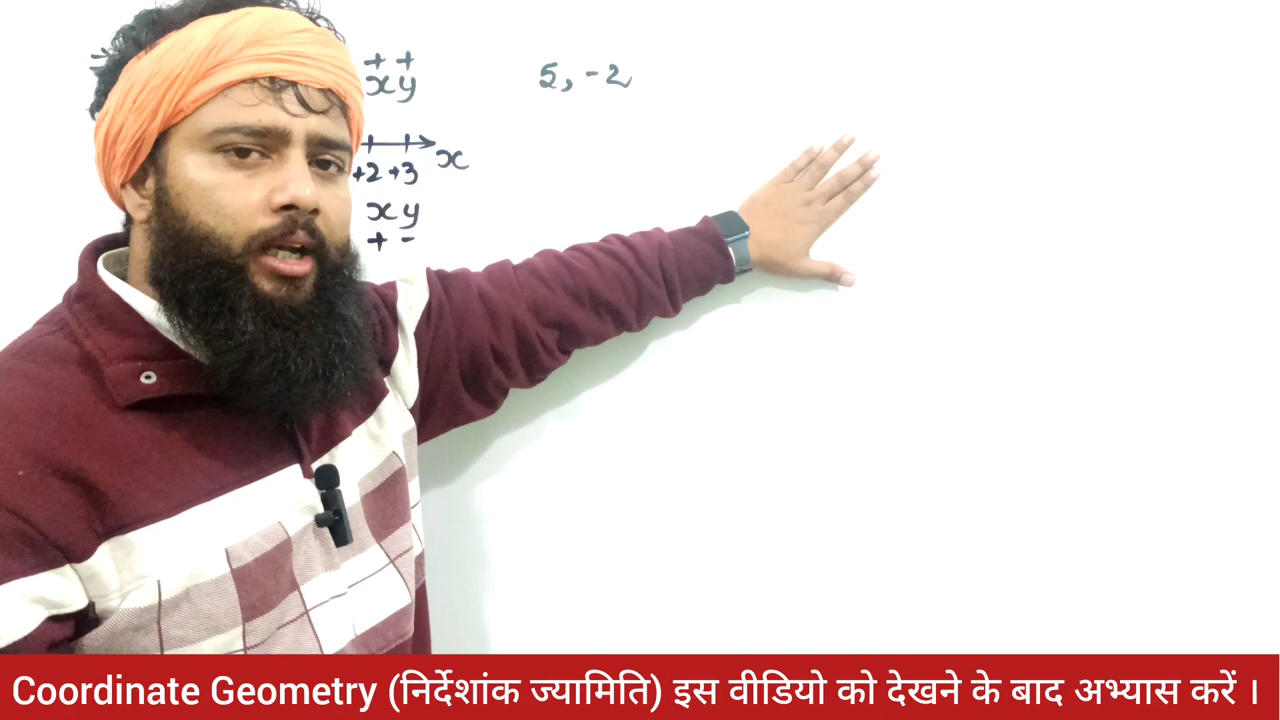 + +
x y
5, -2
x
+2 +3
x y
+ -
Coordinate Geometry (निर्देशांक ज्यामिति) इस वीडियो को देखने के बाद अभ्यास करें ।